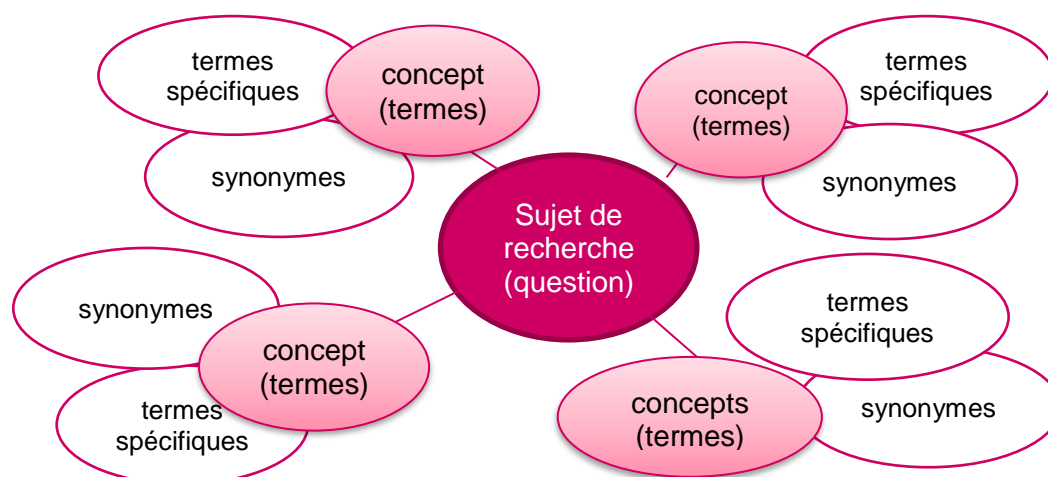 termes
spécifiques
concept
(termes)
synonymes
concept
(termes)
termes
spécifiques
synonymes
Sujet de
recherche
(question)
synonymes
concept
(termes)
termes
spécifiques
termes
spécifiques
concepts
(termes)
synonymes